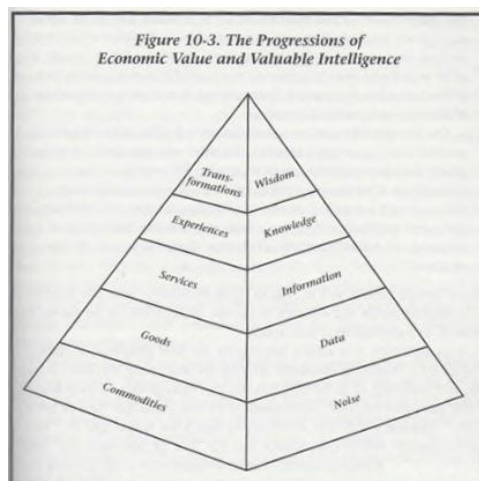 Figure 10-3. The Progressions of
Economic Value and Valuable Intelligence
Trans-
formations
Wisdom
Experiences
Knowledge
Services
Information
Goods
Data
Commodities
Noise